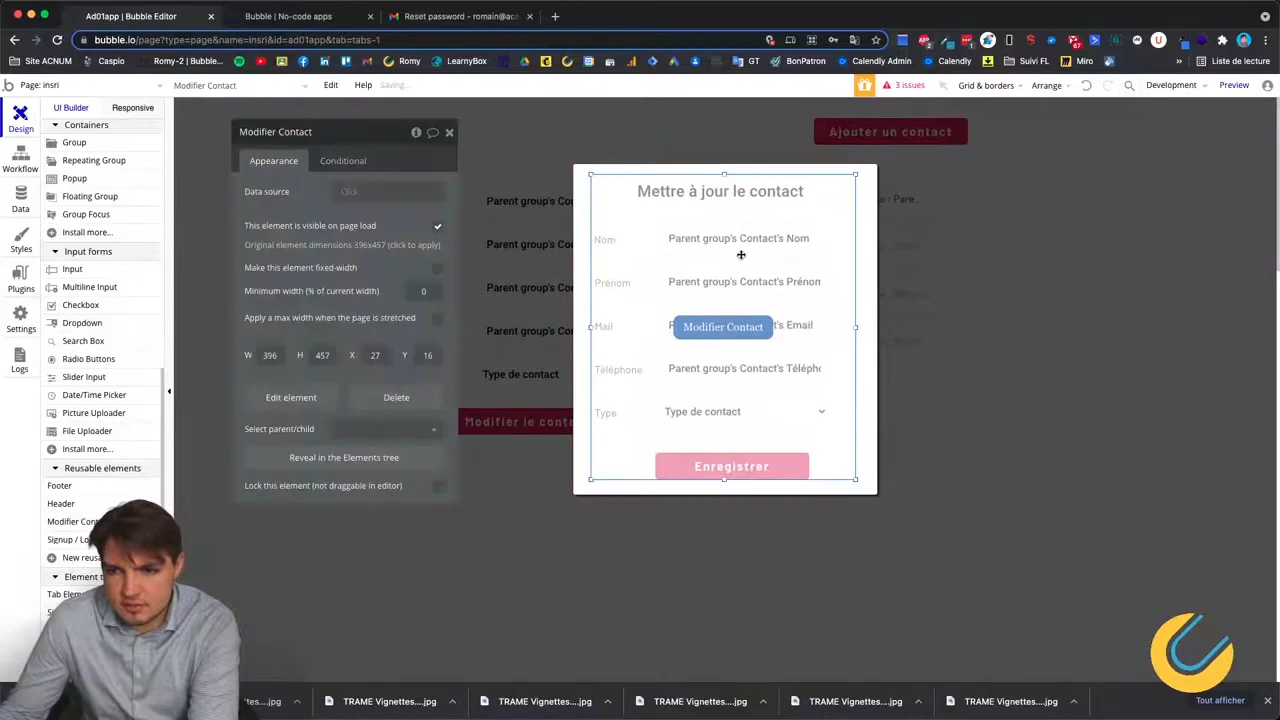 Ad01app | Bubble Editor
Bubble | No-code apps
Reset password - romain@ac
bubble.io/page?type=page&name=insri&id=ad01app&tab=tabs-1
Site ACNUM
Caspio
Romy-2 | Bubble...
Romy
LearnyBox
GT
BonPatron
Calendly
Calendly
Suivi FL
Miro
Liste de lecture
Page: insri
Modifier Contact
Edit
Help
Saving...
3 issues
Grid & borders
Arrange
Development
Preview
Design
Workflow
Data
Styles
Plugins
Settings
Logs
UI Builder
Responsive
Containers
Group
Repeating Group
Popup
Floating Group
Group Focus
Install more...
Input forms
Input
Multiline Input
Checkbox
Dropdown
Search Box
Radio Buttons
Slider Input
Date/Time Picker
Picture Uploader
File Uploader
Install more...
Reusable elements
Footer
Header
Modifier Con
Signup / Lo
New reusa
Element t
Tab Elem
Modifier Contact
Appearance
Conditional
Data source
Click
This element is visible on page load
Original element dimensions 396x457 (click to apply)
Make this element fixed-width
Minimum width (% of current width)
0
Apply a max width when the page is stretched
W 396 H 457 X 27 Y 16
Edit element
Delete
Select parent/child
Reveal in the Elements tree
Lock this element (not draggable in editor)
Ajouter un contact
Parent group's Co
Parent group's Co
Parent group's Co
Parent group's Co
Type de contact
Modifier le conta
: Pare...
Mettre à jour le contact
Nom
Parent group's Contact's Nom
Prénom
Parent group's Contact's Prénom
Mail
Modifier Contact
's Email
Téléphone
Parent group's Contact's Télépho
Type
Type de contact
Enregistrer
ttes....jpg
TRAME Vignettes....jpg
TRAME Vignettes....jpg
TRAME Vignettes....jpg
TRAME Vignettes....jpg
TRAME Vignettes....jpg
Tout afficher